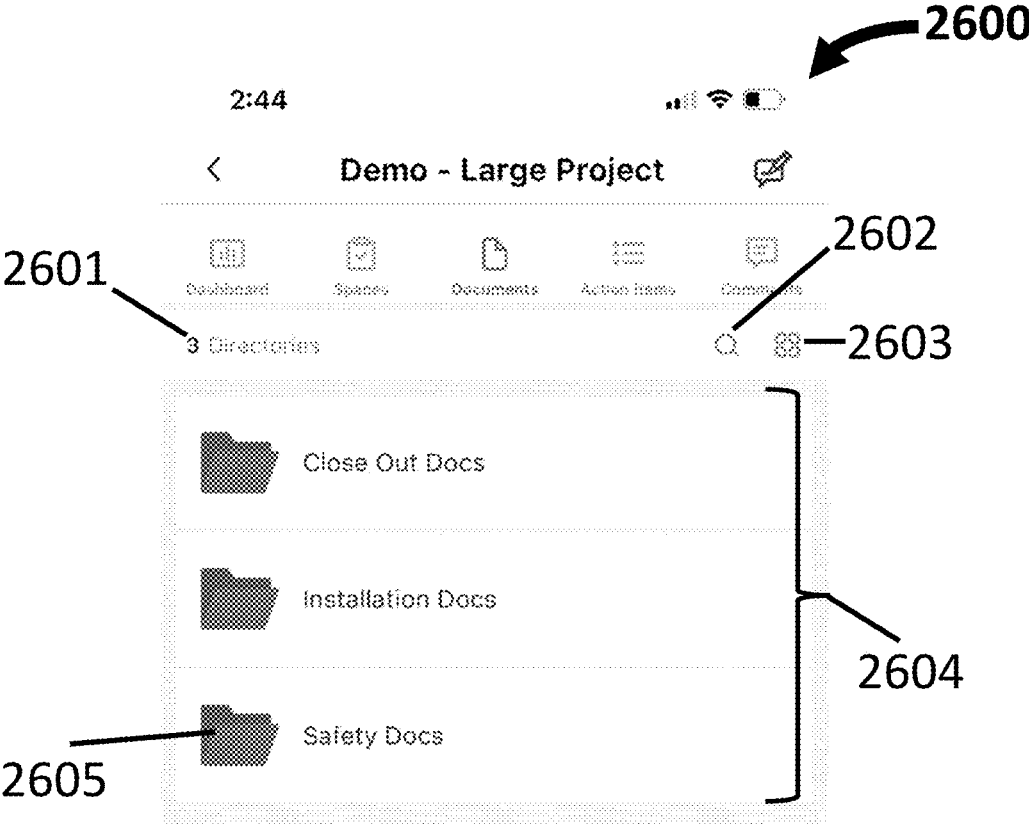 2600
2:44
Demo - Large Project
2602
2601
Dashboard Spaces Documents Action Items Comments
3 Directories
2603
Close Out Docs
Installation Docs
2604
Safety Docs
2605